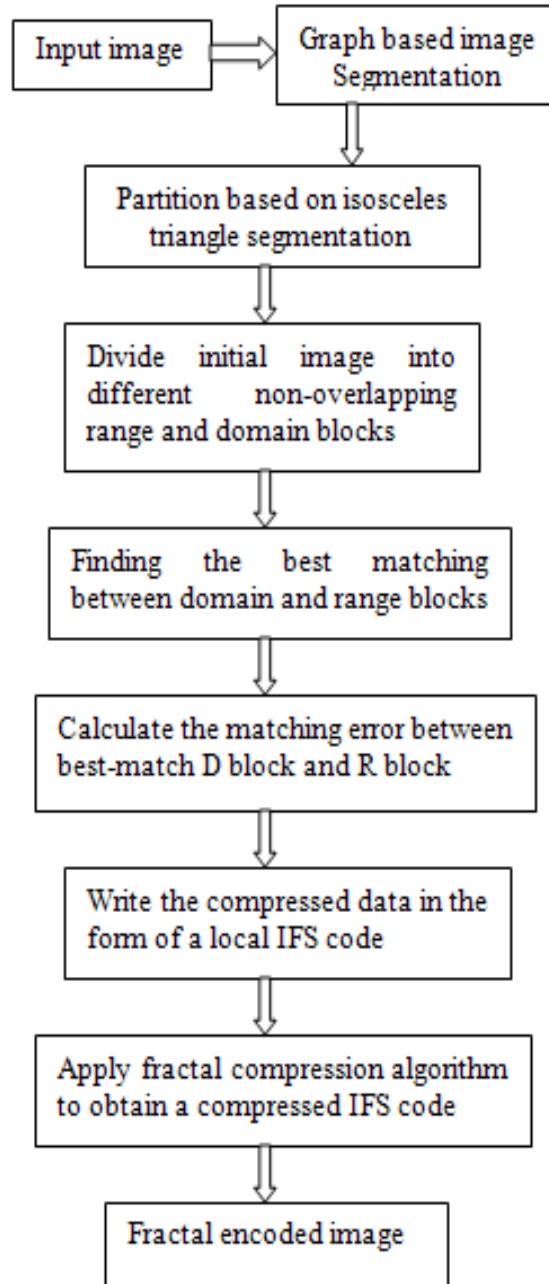 Input image
Graph based image
Segmentation
Partition based on isosceles
triangle segmentation
Divide initial image into
different non-overlapping
range and domain blocks
Finding the best matching
between domain and range blocks
Calculate the matching error between
best-match D block and R block
Write the compressed data in the
form of a local IFS code
Apply fractal compression algorithm
to obtain a compressed IFS code
Fractal encoded image